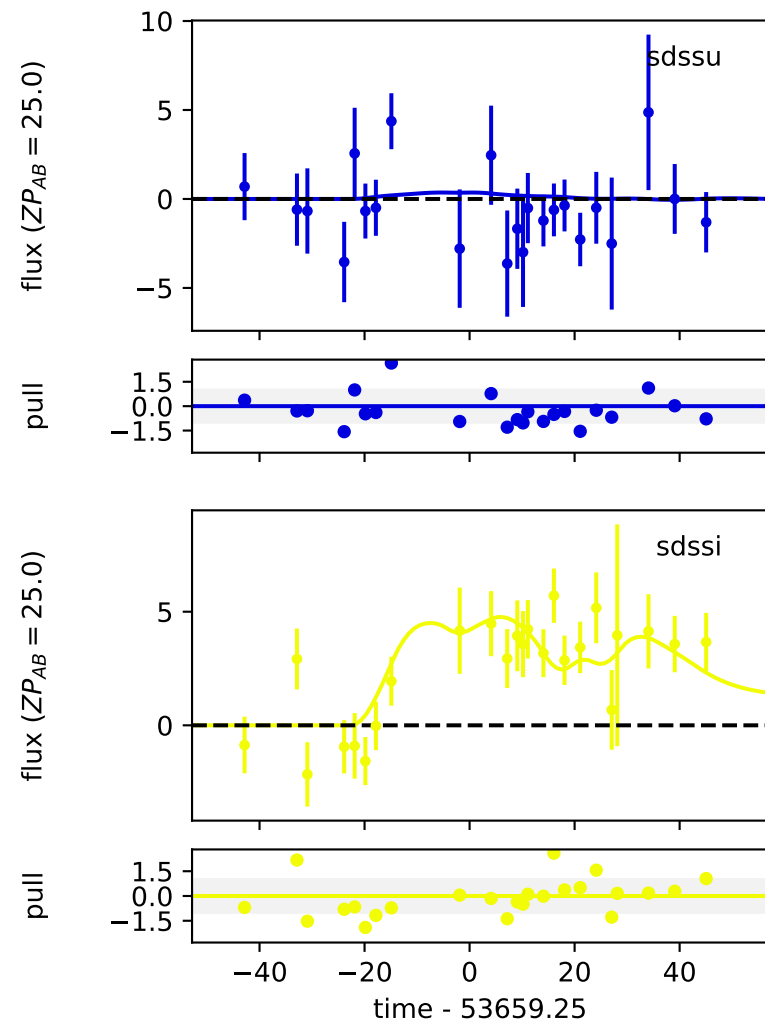 10
5
0
−5
flux (ZP_AB = 25.0)
sdssu
1.5
0.0
−1.5
pull
5
0
flux (ZP_AB = 25.0)
sdssi
1.5
0.0
−1.5
pull
−40 −20 0 20 40
time - 53659.25